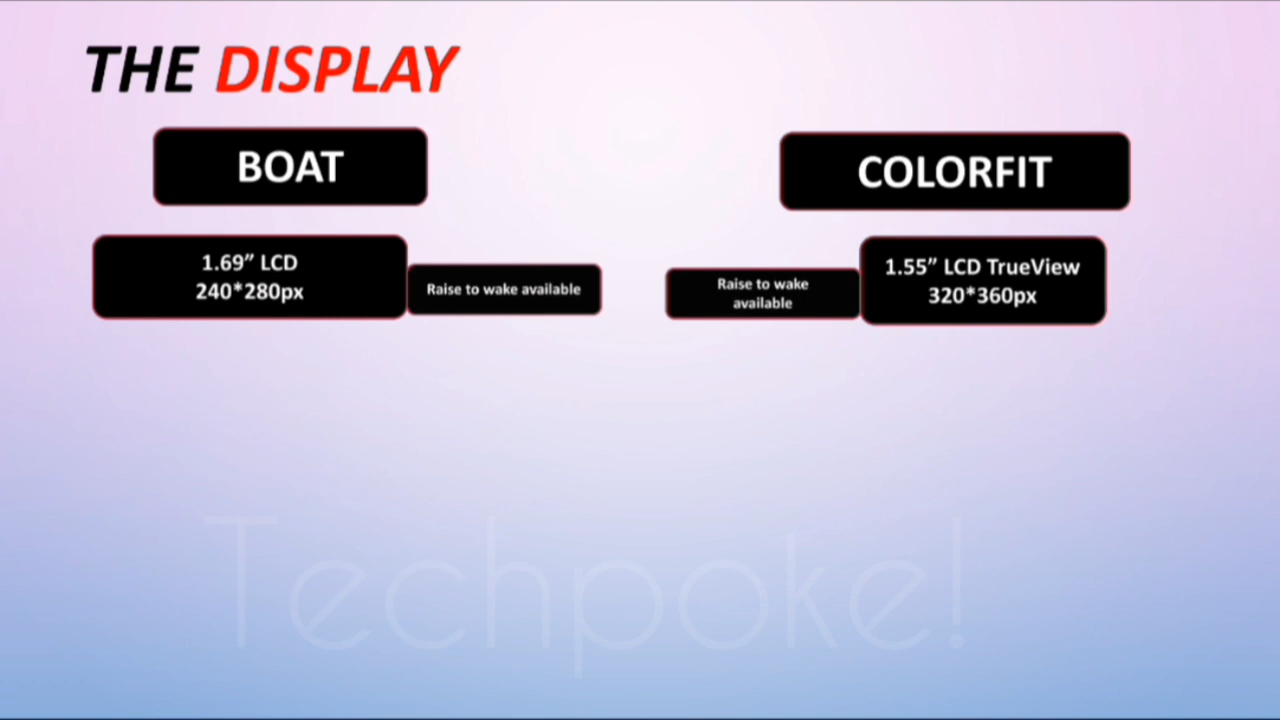 THE DISPLAY
BOAT
COLORFIT
1.69” LCD
240*280px
Raise to wake available
Raise to wake
available
1.55” LCD TrueView
320*360px
Techpoke!